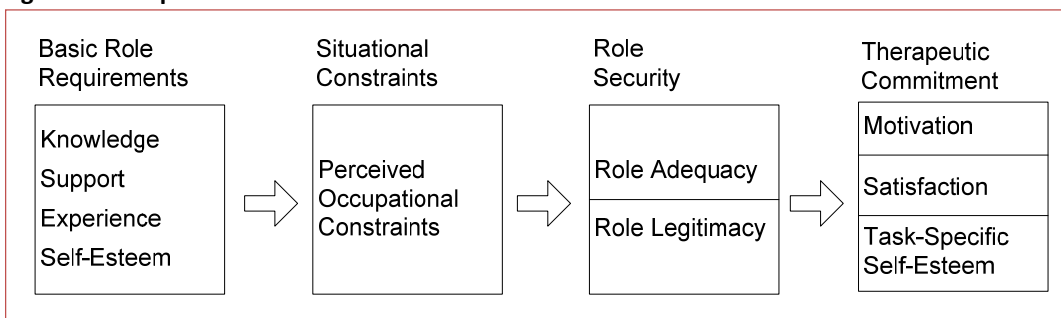 Basic Role
Requirements
Knowledge
Support
Experience
Self-Esteem
Situational
Constraints
Perceived
Occupational
Constraints
Role
Security
Role Adequacy
Role Legitimacy
Therapeutic
Commitment
Motivation
Satisfaction
Task-Specific
Self-Esteem